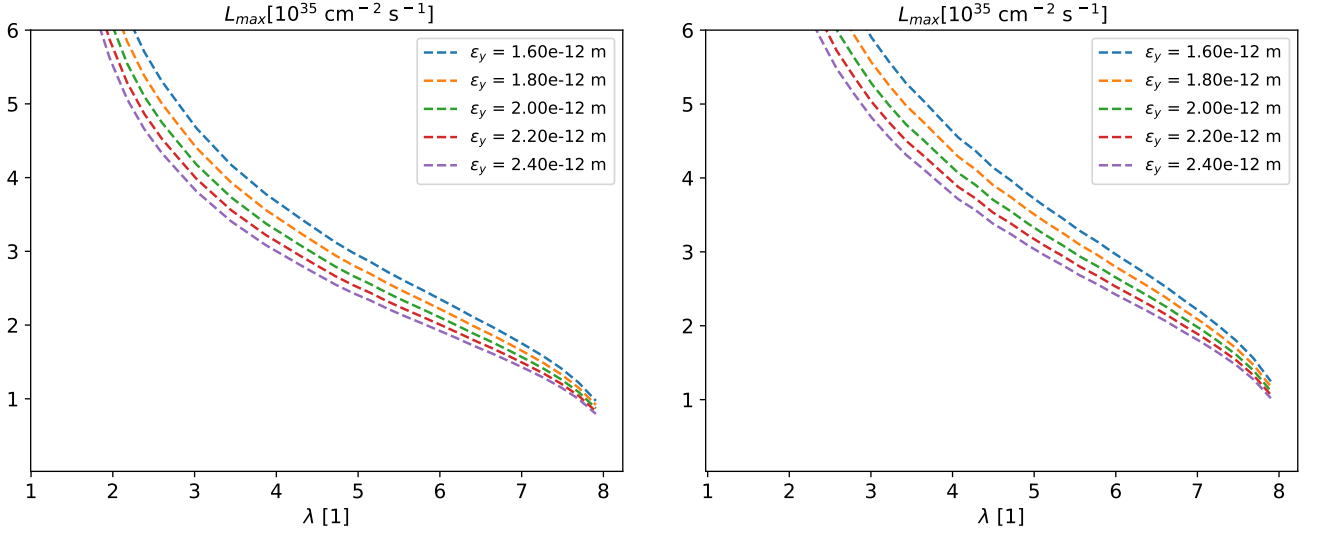 L_max[10^35 cm^−2 s^−1]
6
5
4
3
2
1
ε_y = 1.60e-12 m
ε_y = 1.80e-12 m
ε_y = 2.00e-12 m
ε_y = 2.20e-12 m
ε_y = 2.40e-12 m
1 2 3 4 5 6 7 8
λ [1]
L_max[10^35 cm^−2 s^−1]
6
5
4
3
2
1
ε_y = 1.60e-12 m
ε_y = 1.80e-12 m
ε_y = 2.00e-12 m
ε_y = 2.20e-12 m
ε_y = 2.40e-12 m
1 2 3 4 5 6 7 8
λ [1]